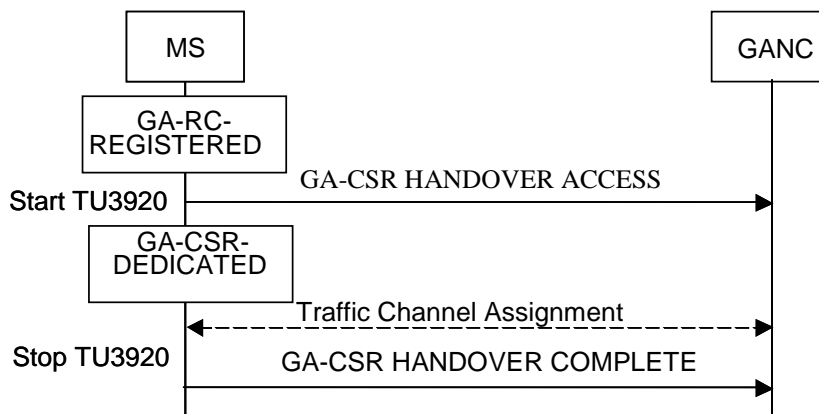 MS
GANC
GA-RC-
REGISTERED
GA-CSR HANDOVER ACCESS
Start TU3920
GA-CSR-
DEDICATED
Traffic Channel Assignment
Stop TU3920
GA-CSR HANDOVER COMPLETE